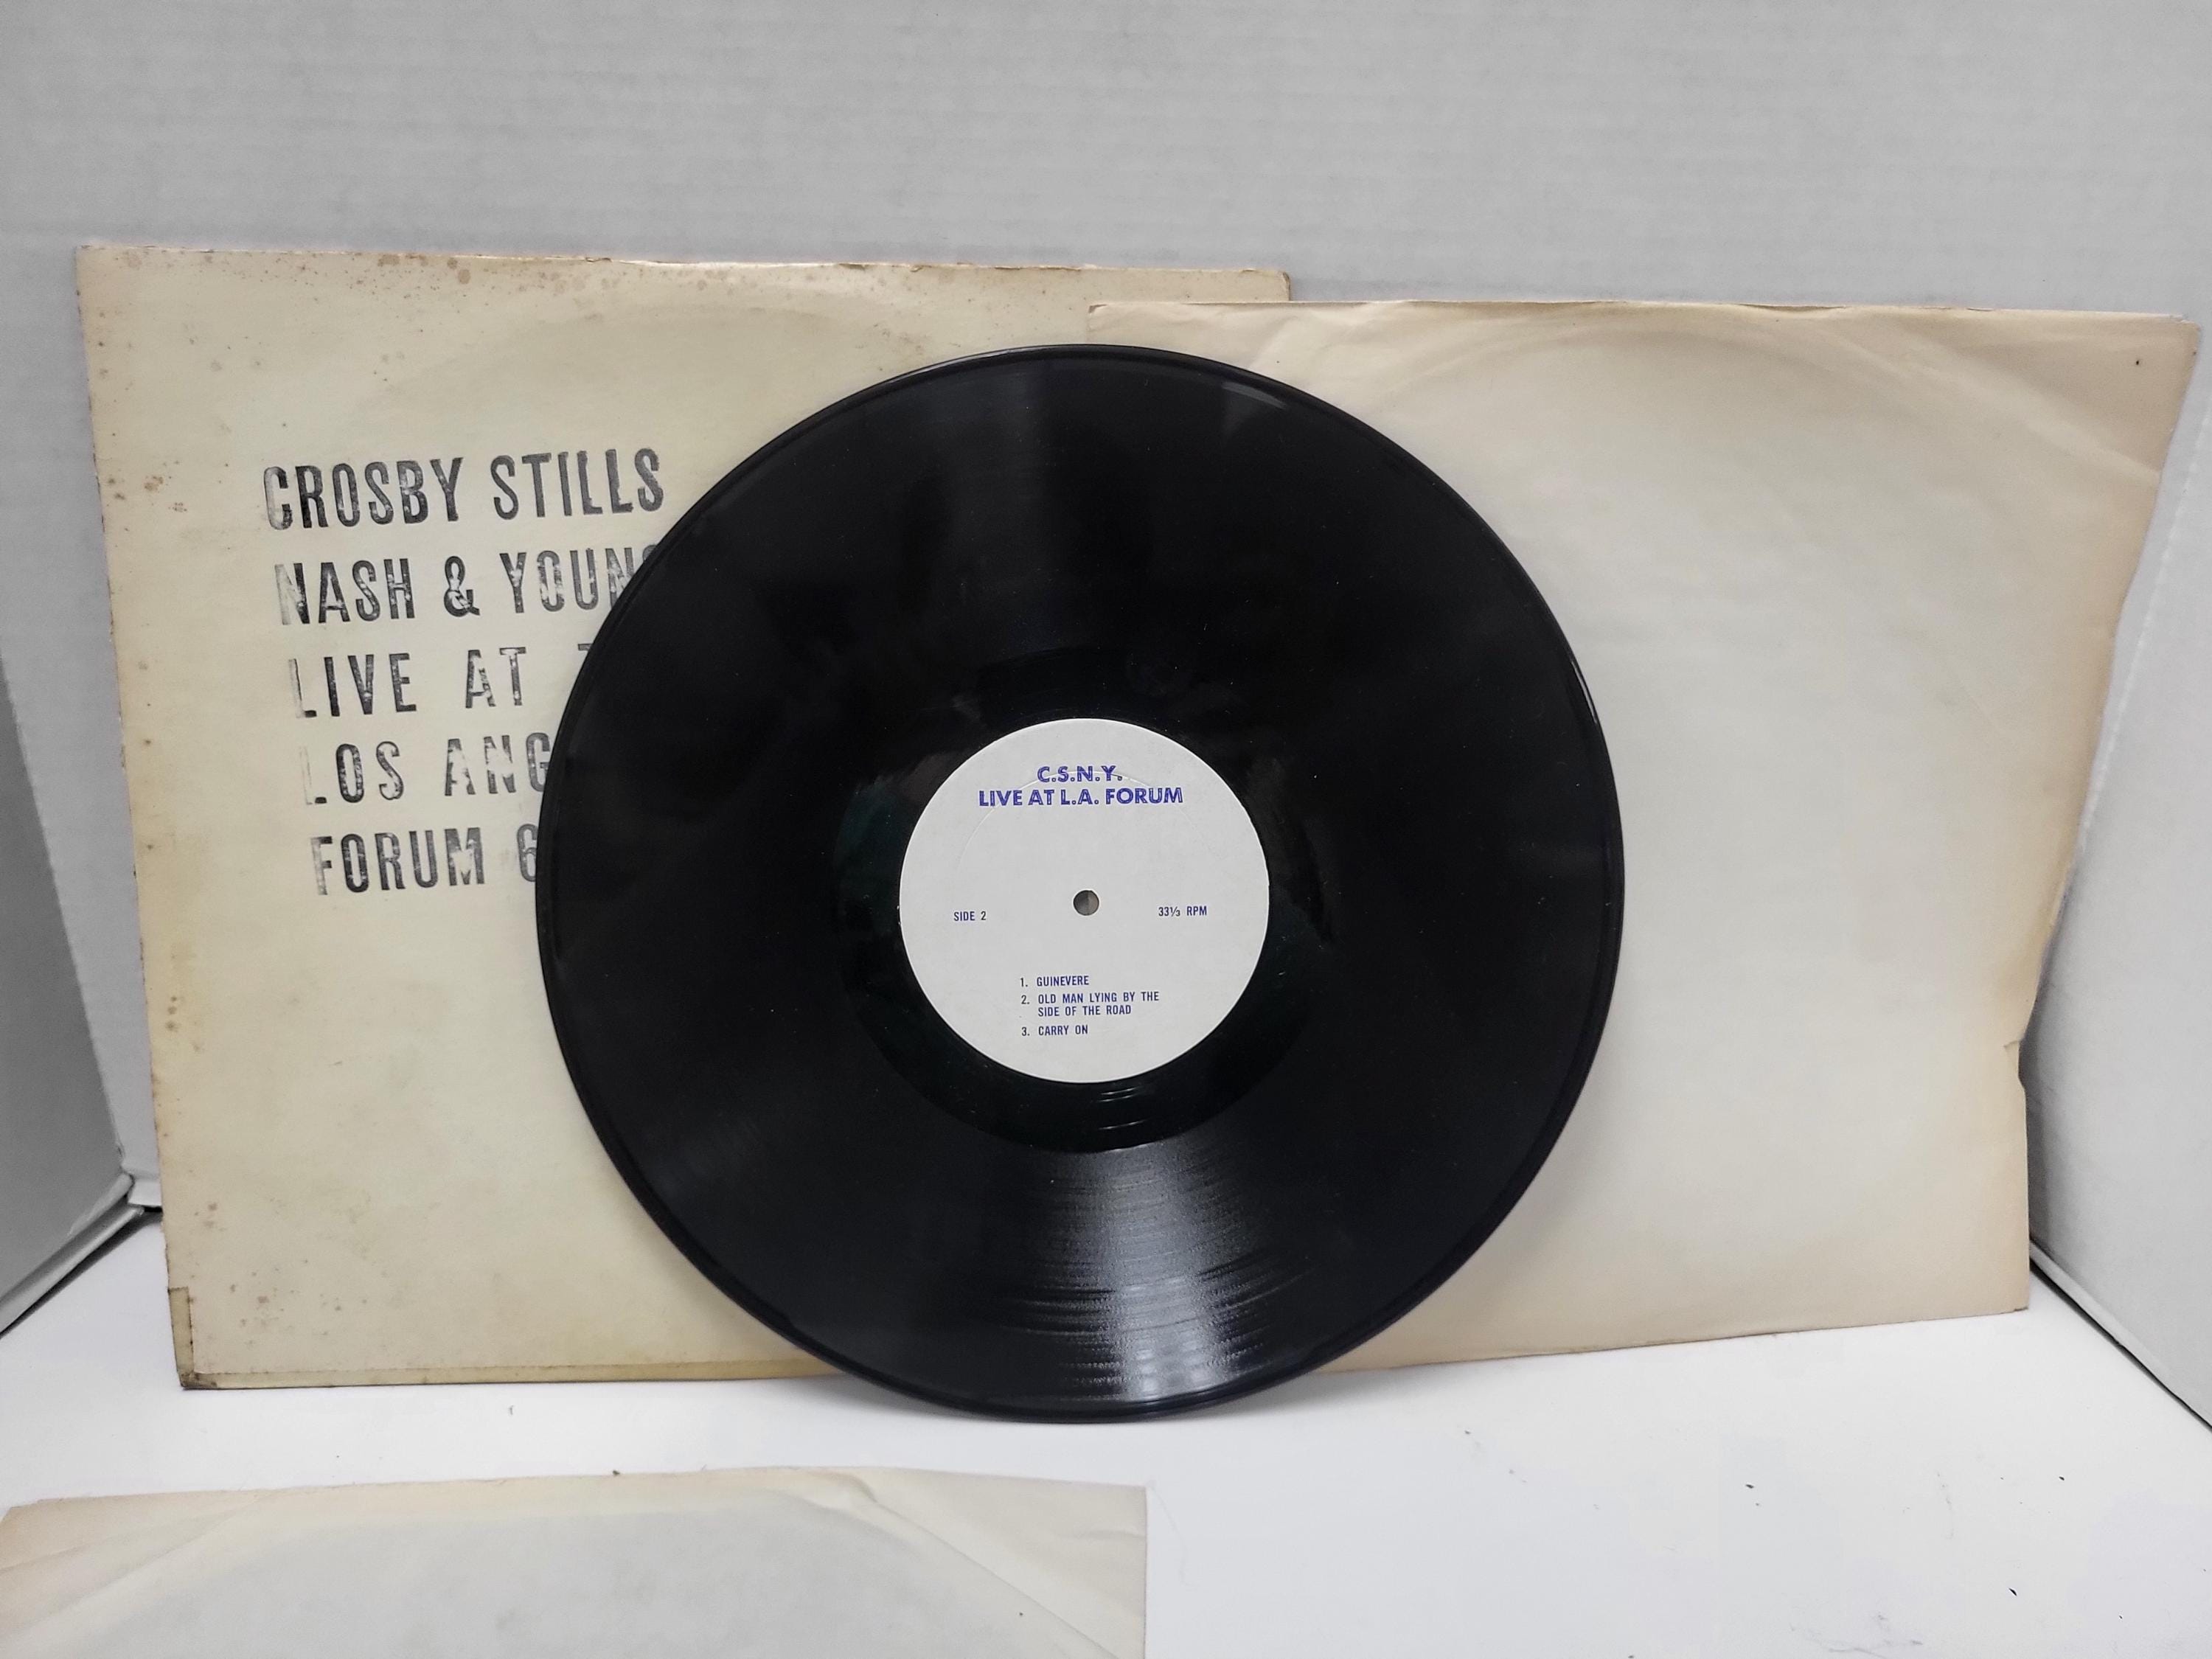 CROSBY STILLS
NASH & YOUN
LIVE AT
LOS ANG
FORUM 6
C.S.N.Y.
LIVE AT L.A. FORUM
SIDE 2
33⅓ RPM
1. GUINEVERE
2. OLD MAN LYING BY THE
SIDE OF THE ROAD
3. CARRY ON